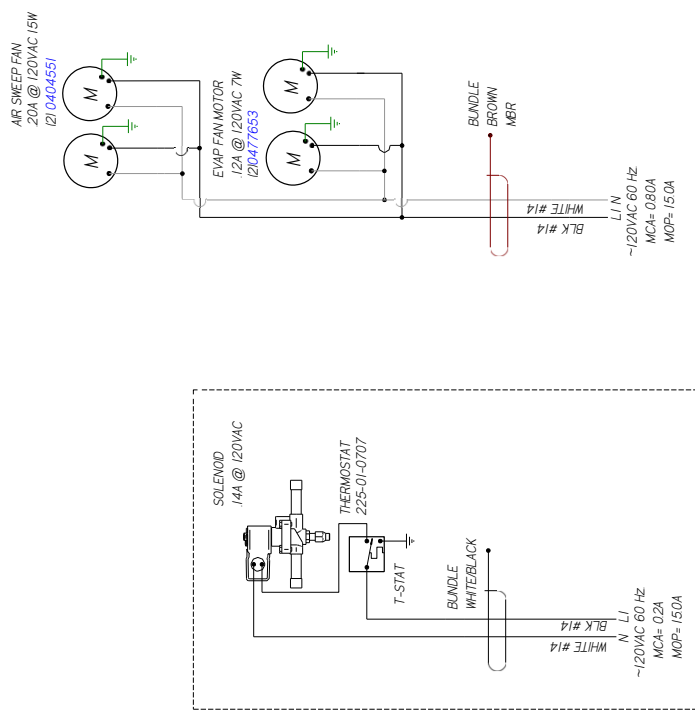 AIR SWEEP FAN
.20A @ 120VAC 15W
(2) 0404551
EVAP FAN MOTOR
.12A @ 120VAC 7W
(2)0477653
M
M
M
M
BUNDLE
BROWN
MBR
WHITE #14
BLK #14
L1 N
~120VAC 60 HZ.
MCA= 0.80A
MOP= 15.0A
SOLENOID
.14A @ 120VAC
THERMOSTAT
225-01-0707
T-STAT
BUNDLE
WHITE/BLACK
BLK #14
WHITE #14
N L1
~120VAC 60 HZ.
MCA= 0.2A
MOP= 15.0A